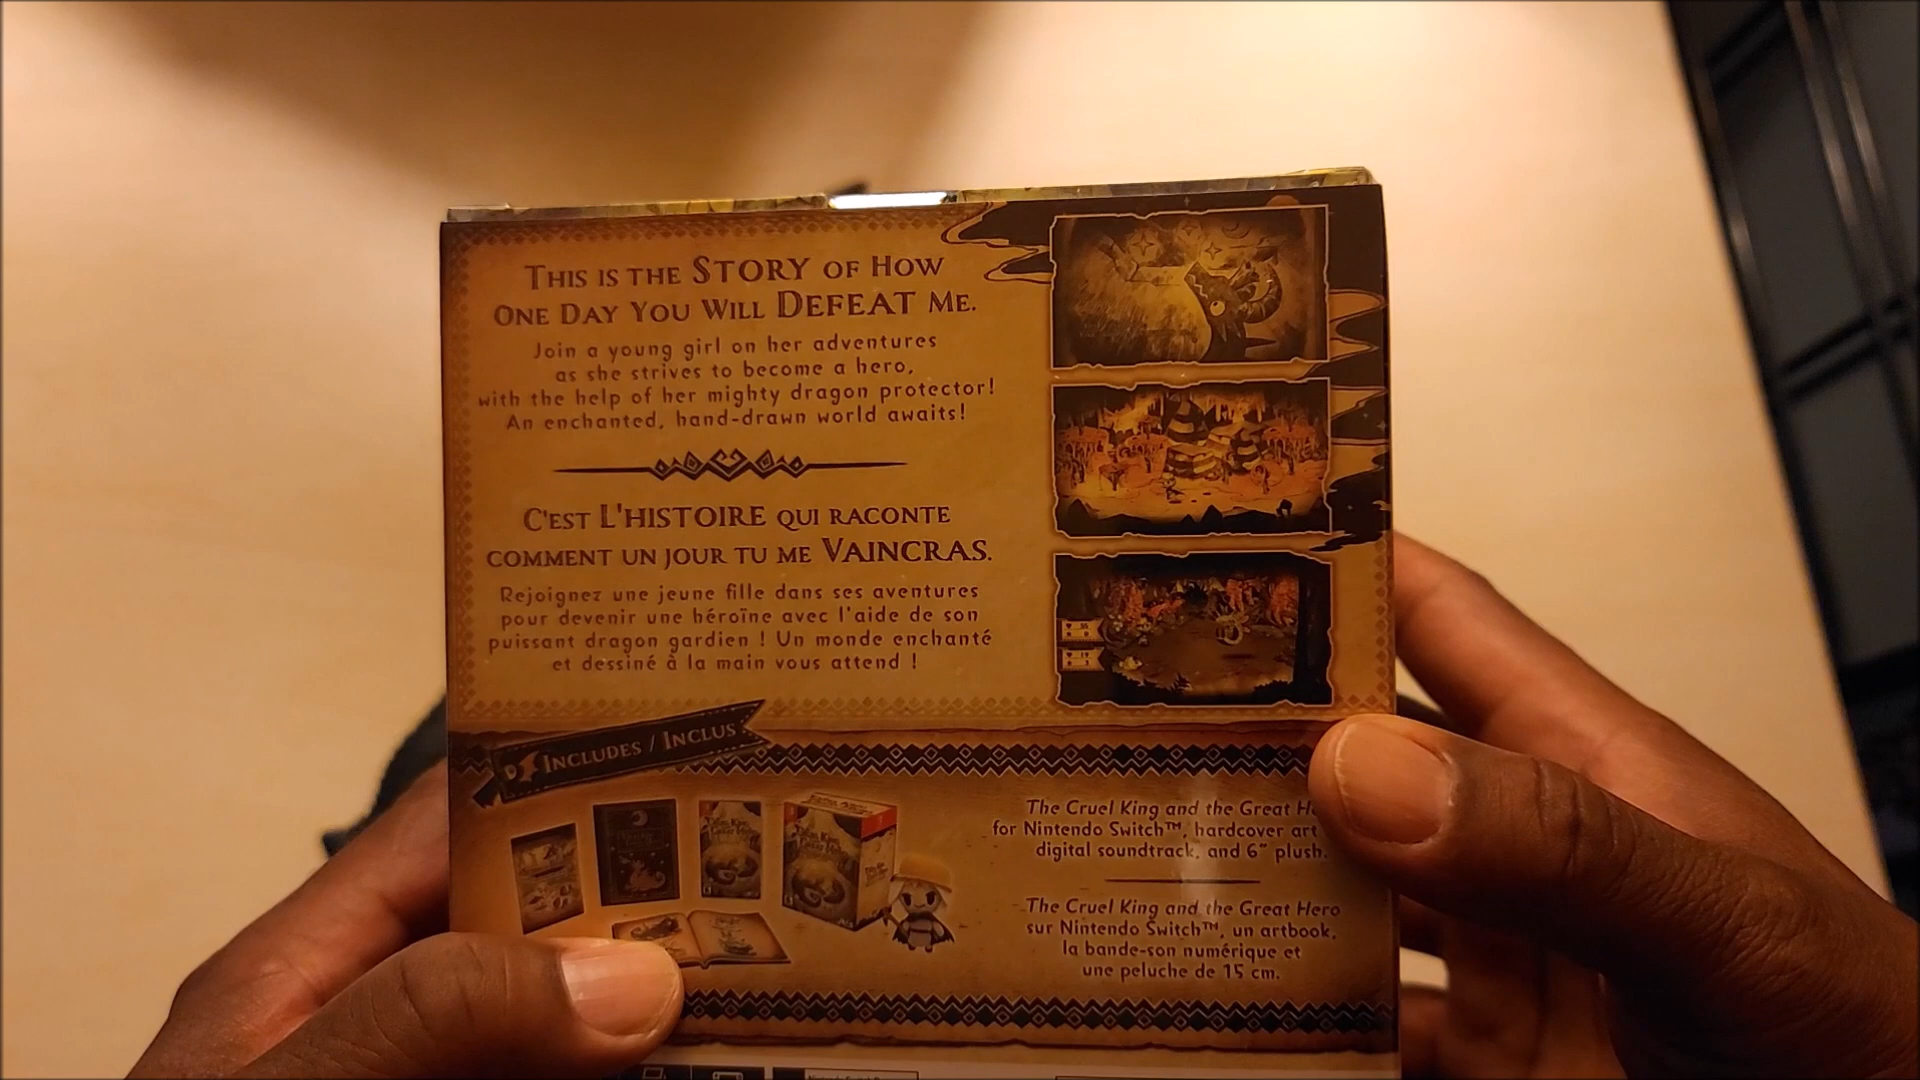 THIS IS THE STORY OF HOW
ONE DAY YOU WILL DEFEAT ME.
Join a young girl on her adventures
as she strives to become a hero,
with the help of her mighty dragon protector!
An enchanted, hand-drawn world awaits!
C'EST L'HISTOIRE QUI RACONTE
COMMENT UN JOUR TU ME VAINCRAS.
Rejoignez une jeune fille dans ses aventures
pour devenir une héroïne avec l'aide de son
puissant dragon gardien ! Un monde enchanté
et dessiné à la main vous attend !
INCLUDES / INCLUS
The Cruel King and the Great
for Nintendo Switch™, hardcover art
digital soundtrack, and 6" plush.
The Cruel King and the Great Hero
sur Nintendo Switch™, un artbook,
la bande-son numérique et
une peluche de 15 cm.